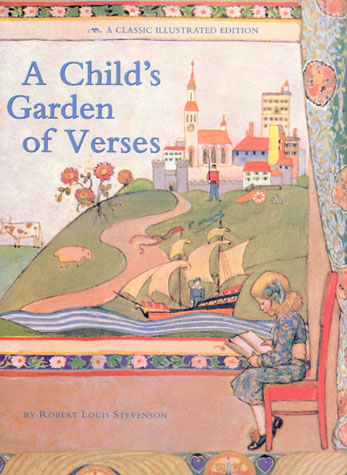 A CLASSIC ILLUSTRATED EDITION
A Child's
Garden
of Verses
BY ROBERT LOUIS STEVENSON